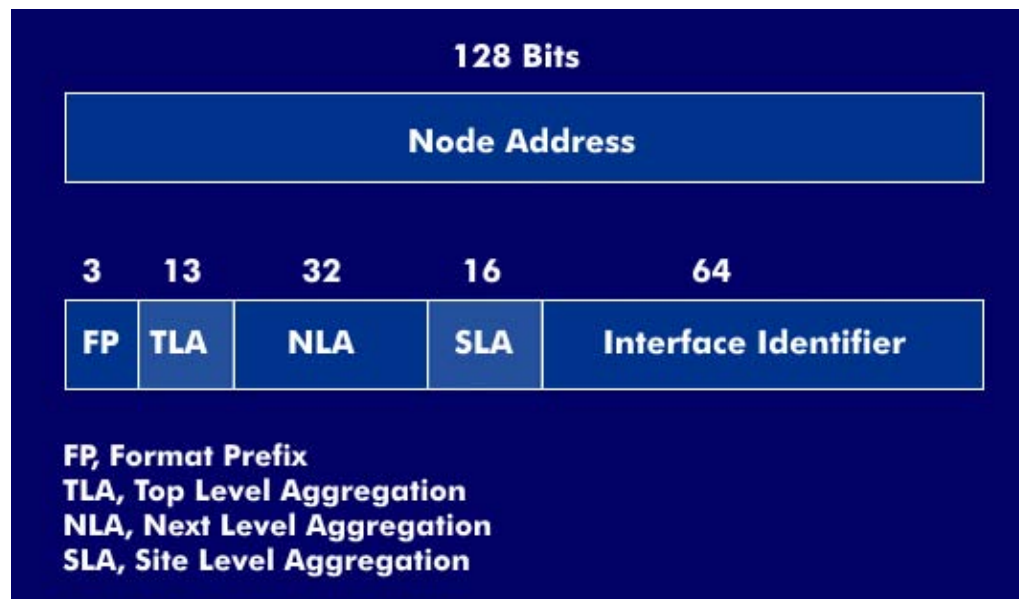 128 Bits
Node Address
3 13 32 16 64
FP TLA NLA SLA Interface Identifier
FP, Format Prefix
TLA, Top Level Aggregation
NLA, Next Level Aggregation
SLA, Site Level Aggregation